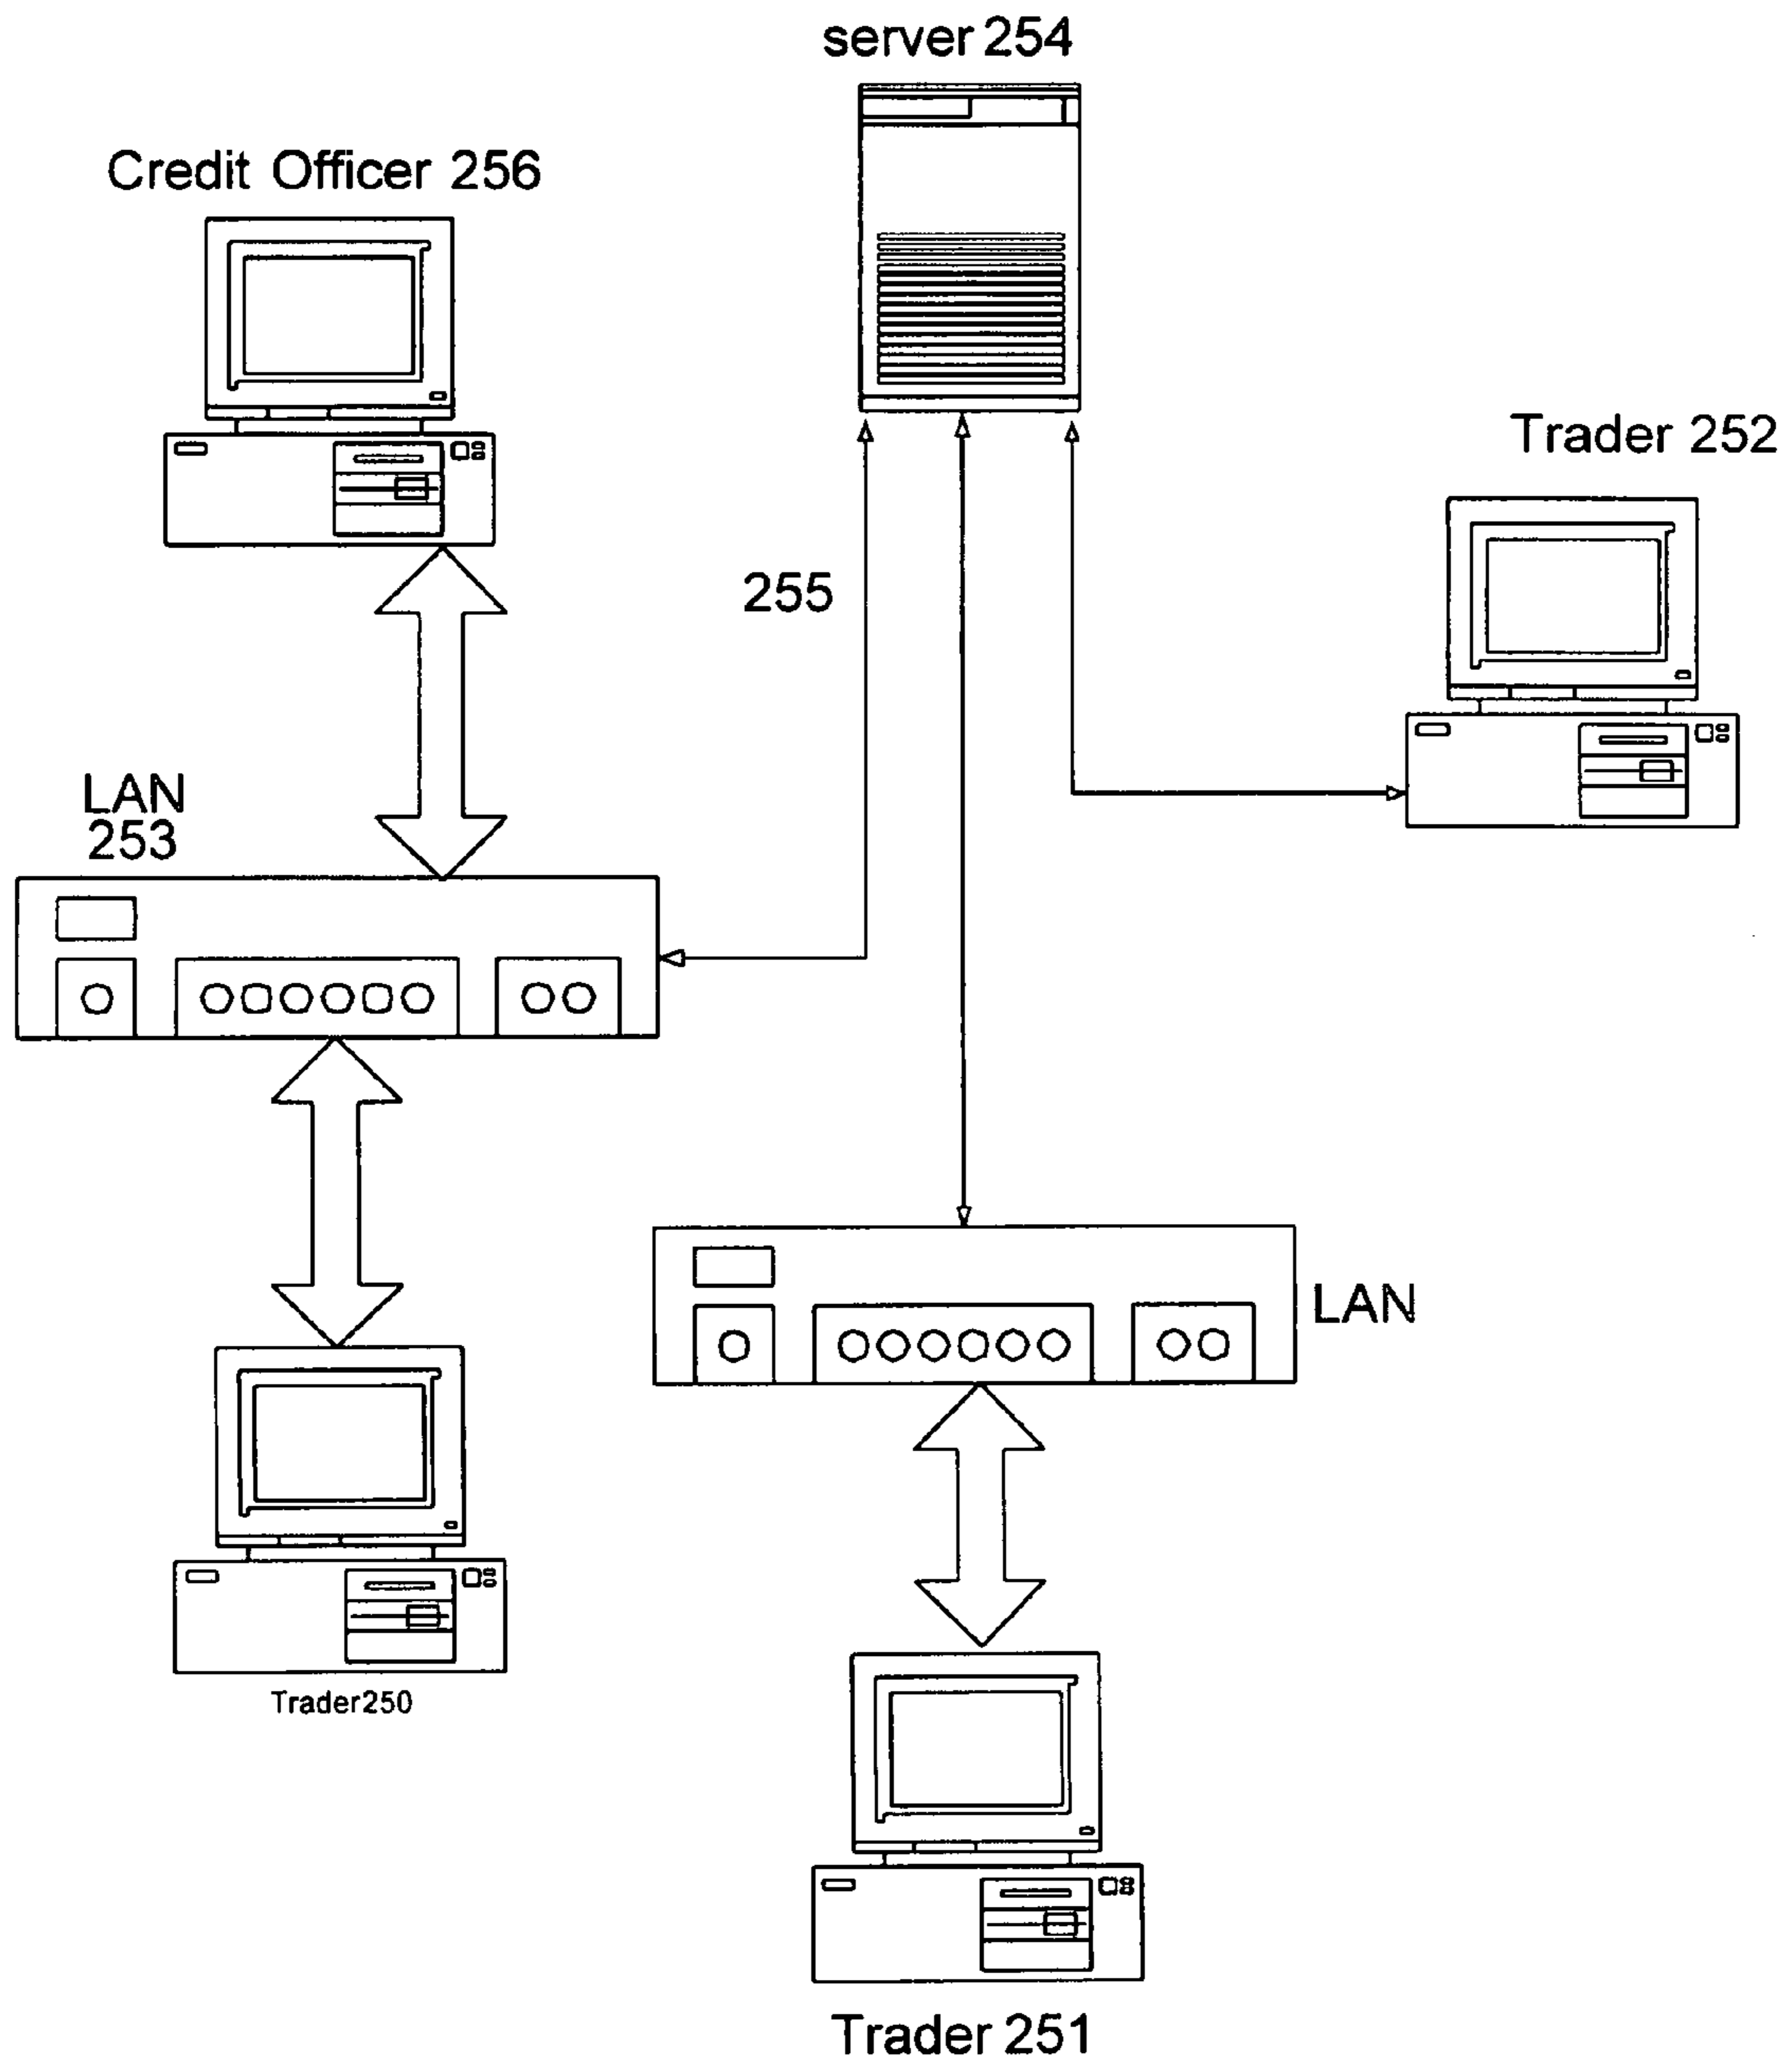 server 254
Credit Officer 256
Trader 252
255
LAN
253
LAN
Trader250
Trader 251